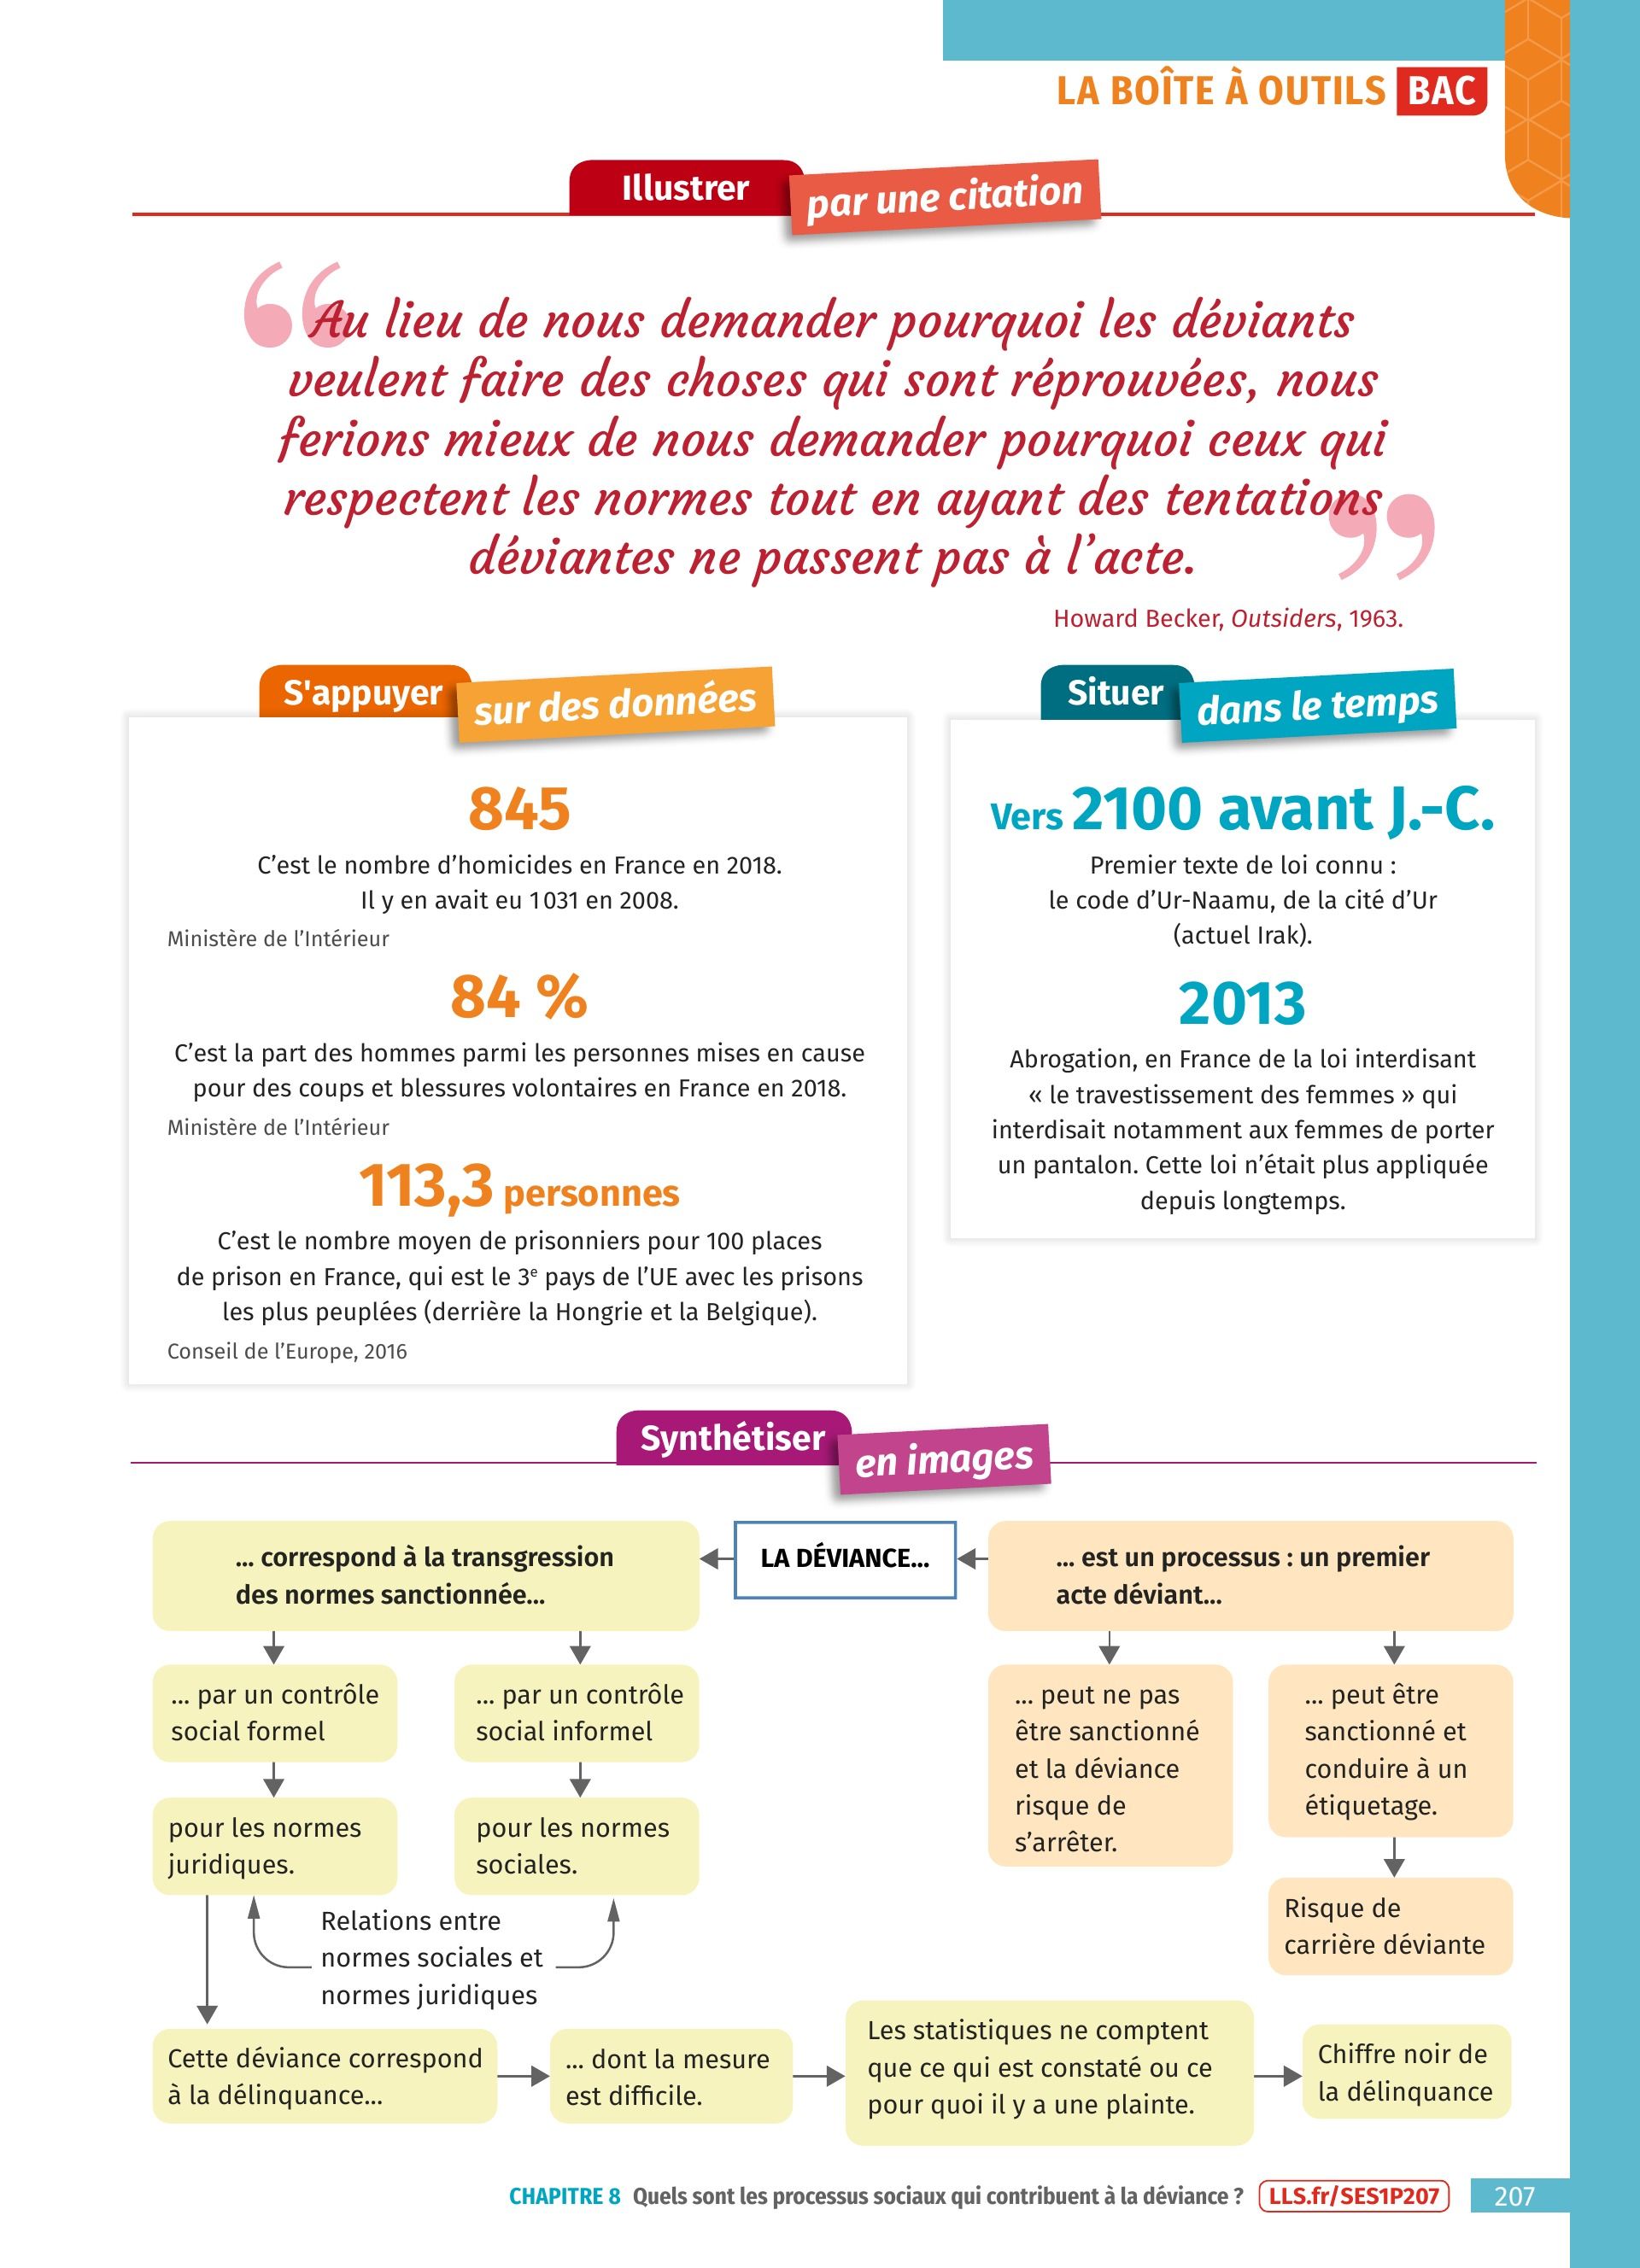 LA BOÎTE À OUTILS BAC
Illustrer par une citation
“Au lieu de nous demander pourquoi les déviants
veulent faire des choses qui sont réprouvées, nous
ferions mieux de nous demander pourquoi ceux qui
respectent les normes tout en ayant des tentations
déviantes ne passent pas à l’acte.”
Howard Becker, Outsiders, 1963.
S'appuyer sur des données
845
C’est le nombre d’homicides en France en 2018.
Il y en avait eu 1 031 en 2008.
Ministère de l’Intérieur
84 %
C’est la part des hommes parmi les personnes mises en cause
pour des coups et blessures volontaires en France en 2018.
Ministère de l’Intérieur
113,3 personnes
C’est le nombre moyen de prisonniers pour 100 places
de prison en France, qui est le 3e pays de l’UE avec les prisons
les plus peuplées (derrière la Hongrie et la Belgique).
Conseil de l’Europe, 2016
Situer dans le temps
Vers 2100 avant J.-C.
Premier texte de loi connu :
le code d’Ur-Naamu, de la cité d’Ur
(actuel Irak).
2013
Abrogation, en France de la loi interdisant
« le travestissement des femmes » qui
interdisait notamment aux femmes de porter
un pantalon. Cette loi n’était plus appliquée
depuis longtemps.
Synthétiser en images
LA DÉVIANCE...
... correspond à la transgression
des normes sanctionnée...
... par un contrôle
social formel
pour les normes
juridiques.
... par un contrôle
social informel
pour les normes
sociales.
Relations entre
normes sociales et
normes juridiques
... est un processus : un premier
acte déviant...
... peut ne pas
être sanctionné
et la déviance
risque de
s’arrêter.
... peut être
sanctionné et
conduire à un
étiquetage.
Risque de
carrière déviante
Cette déviance correspond
à la délinquance...
... dont la mesure
est difficile.
Les statistiques ne comptent
que ce qui est constaté ou ce
pour quoi il y a une plainte.
Chiffre noir de
la délinquance
CHAPITRE 8 Quels sont les processus sociaux qui contribuent à la déviance ? LLS.fr/SES1P207 207